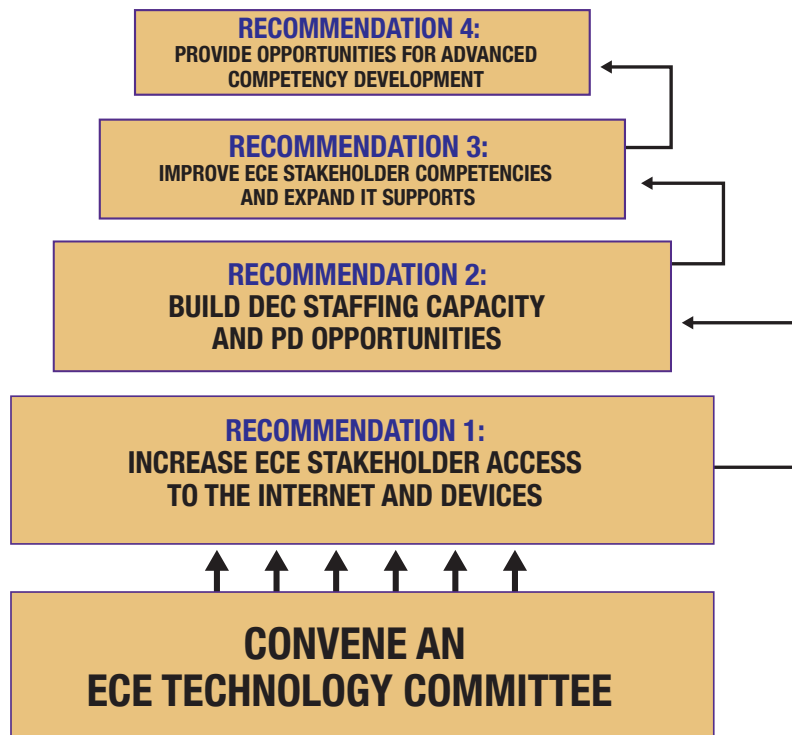 RECOMMENDATION 4:
PROVIDE OPPORTUNITIES FOR ADVANCED
COMPETENCY DEVELOPMENT
RECOMMENDATION 3:
IMPROVE ECE STAKEHOLDER COMPETENCIES
AND EXPAND IT SUPPORTS
RECOMMENDATION 2:
BUILD DEC STAFFING CAPACITY
AND PD OPPORTUNITIES
RECOMMENDATION 1:
INCREASE ECE STAKEHOLDER ACCESS
TO THE INTERNET AND DEVICES
CONVENE AN
ECE TECHNOLOGY COMMITTEE